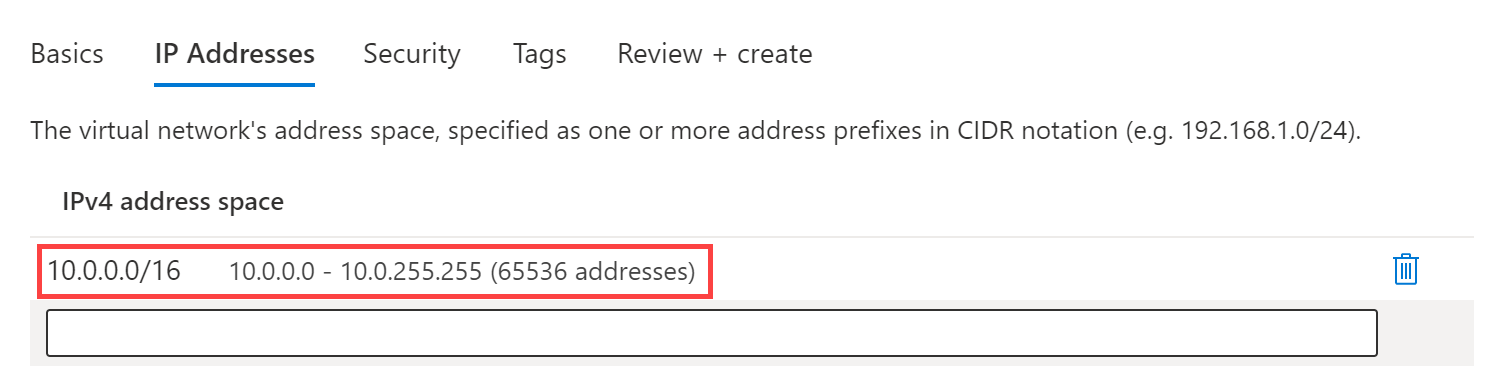 Basics IP Addresses Security Tags Review + create
The virtual network's address space, specified as one or more address prefixes in CIDR notation (e.g. 192.168.1.0/24).
IPv4 address space
10.0.0.0/16 10.0.0.0 - 10.0.255.255 (65536 addresses)